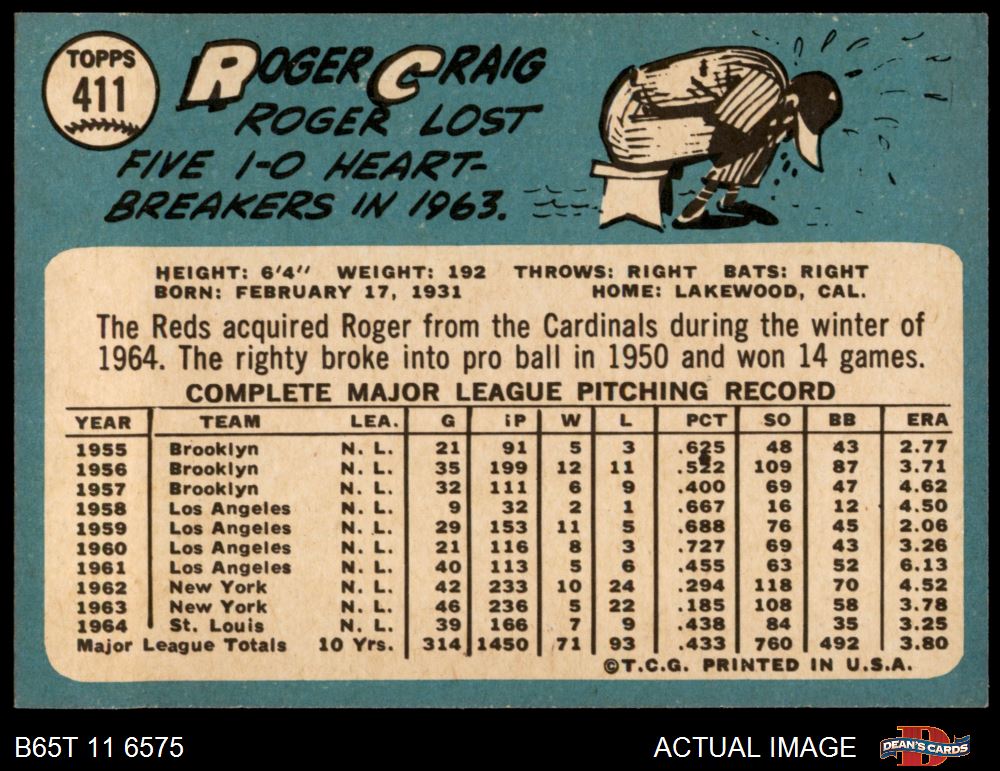 TOPPS
411
ROGER CRAIG
ROGER LOST
FIVE 1-0 HEART-
BREAKERS IN 1963.
HEIGHT: 6'4" WEIGHT: 192 THROWS: RIGHT BATS: RIGHT
BORN: FEBRUARY 17, 1931 HOME: LAKEWOOD, CAL.
The Reds acquired Roger from the Cardinals during the winter of
1964. The righty broke into pro ball in 1950 and won 14 games.
COMPLETE MAJOR LEAGUE PITCHING RECORD
YEAR TEAM LEA. G IP W L PCT SO BB ERA
1955 Brooklyn N. L. 21 91 5 3 .625 48 43 2.77
1956 Brooklyn N. L. 35 199 12 11 .522 109 87 3.71
1957 Brooklyn N. L. 32 111 6 9 .400 69 47 4.62
1958 Los Angeles N. L. 9 32 2 1 .667 16 12 4.50
1959 Los Angeles N. L. 29 153 11 5 .688 76 45 2.06
1960 Los Angeles N. L. 21 116 8 3 .727 69 43 3.26
1961 Los Angeles N. L. 40 113 5 6 .455 63 52 6.13
1962 New York N. L. 42 233 10 24 .294 118 70 4.52
1963 New York N. L. 46 236 5 22 .185 108 58 3.78
1964 St. Louis N. L. 39 166 7 9 .438 84 35 3.25
Major League Totals 10 Yrs. 314 1450 71 93 .433 760 492 3.80
©T.C.G. PRINTED IN U.S.A.
B65T 11 6575 ACTUAL IMAGE DEAN'S CARDS